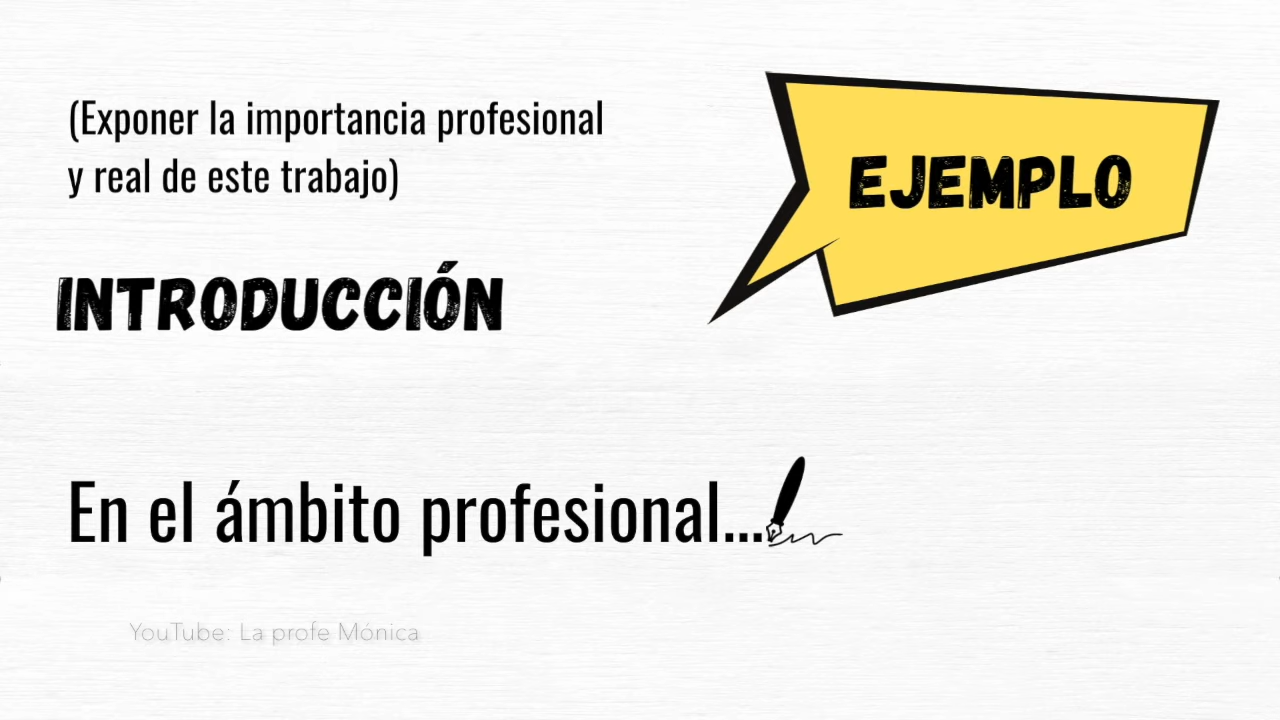 (Exponer la importancia profesional
y real de este trabajo)
EJEMPLO
INTRODUCCIÓN
En el ámbito profesional...
YouTube: La profe Mónica